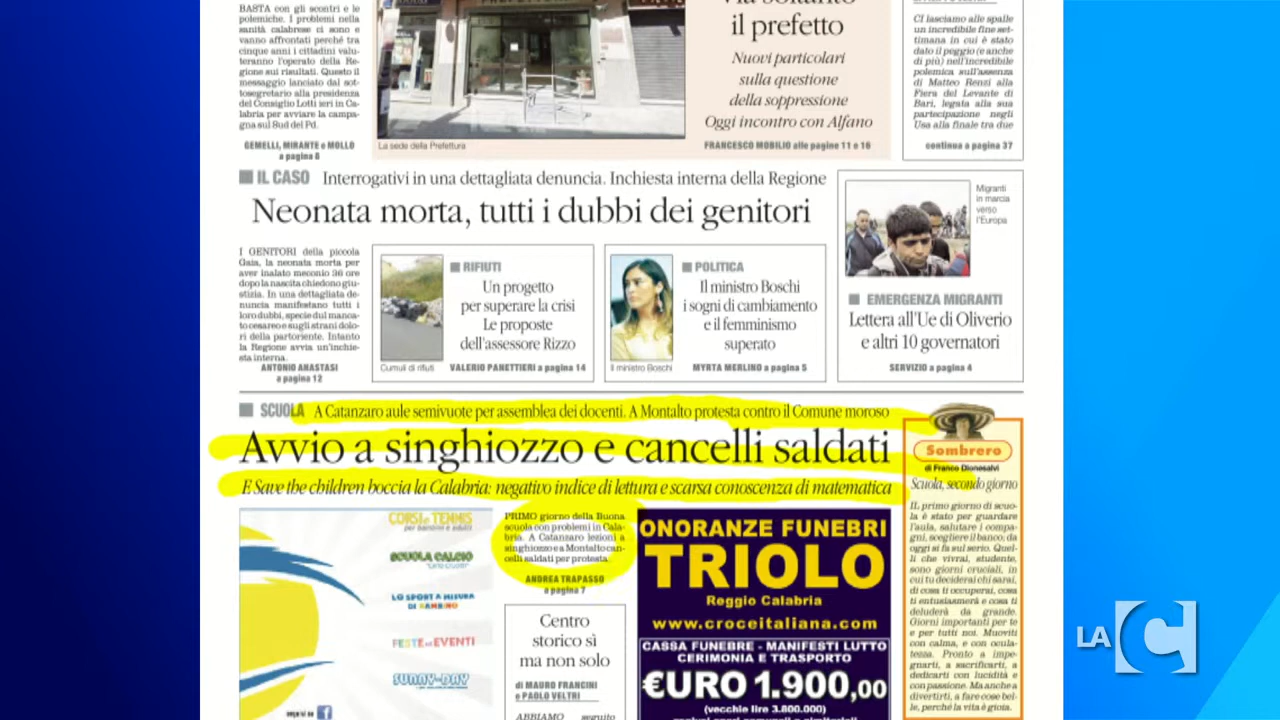 BASTA con gli scontri e le
polemiche. I problemi nella
sanità calabrese ci sono e
vanno affrontati perché tra
cinque anni i cittadini valu-
teranno l'operato della Re-
gione sui risultati. Questo il
messaggio lanciato dal sot-
tosegretario alla presidenza
del Consiglio Lotti ieri in Ca-
labria per avviare la campa-
gna sul Sud del Pd.
GEMELLI, MIRANTE e MOLLO
a pagina 8
La sede della Prefettura
Via soltanto
il prefetto
Nuovi particolari
sulla questione
della soppressione
Oggi incontro con Alfano
FRANCESCO MOBILIO alle pagine 11 e 16
CI lasciamo alle spalle
un incredibile fine set-
timana in cui è stato
dato il peggio (e anche
di più) nell'incredibile
polemica sull'assenza
di Matteo Renzi alla
Fiera del Levante di
Bari, legata alla sua
partecipazione negli
Usa alla finale tra due
continua a pagina 37
IL CASO Interrogativi in una dettagliata denuncia. Inchiesta interna della Regione
Neonata morta, tutti i dubbi dei genitori
I GENITORI della piccola
Gaia, la neonata morta per
aver inalato meconio 36 ore
dopo la nascita chiedono giu-
stizia. In una dettagliata de-
nuncia manifestano tutti i
loro dubbi, specie dul manca-
to cesareo e sugli strani dolo-
ri della partoriente. Intanto
la Regione avvia un'inchie-
sta interna.
ANTONIO ANASTASI
a pagina 12
RIFIUTI
Un progetto
per superare la crisi
Le proposte
dell'assessore Rizzo
Cumuli di rifiuti
VALERIO PANETTIERI a pagina 14
POLITICA
Il ministro Boschi
i sogni di cambiamento
e il femminismo
superato
Il ministro Boschi
MYRTA MERLINO a pagina 5
Migranti
in marcia
verso
l'Europa
EMERGENZA MIGRANTI
Lettera all'Ue di Oliverio
e altri 10 governatori
SERVIZIO a pagina 4
SCUOLA A Catanzaro aule semivuote per assemblea dei docenti. A Montalto protesta contro il Comune moroso
Avvio a singhiozzo e cancelli saldati
E Save the children boccia la Calabria: negativo indice di lettura e scarsa conoscenza di matematica
CORSI di TENNIS
per bambini e adulti
SCUOLA CALCIO
LO SPORT A MISURA
DI BAMBINO
FESTE ed EVENTI
SUNNY-DAY
segui su
PRIMO giorno della Buona
scuola con problemi in Cala-
bria. A Catanzaro lezioni a
singhiozzo e a Montalto can-
celli saldati per protesta.
ANDREA TRAPASSO
a pagina 7
Centro
storico sì
ma non solo
di MAURO FRANCINI
e PAOLO VELTRI
ABBIAMO seguito
ONORANZE FUNEBRI
TRIOLO
Reggio Calabria
www.croceitaliana.com
CASSA FUNEBRE - MANIFESTI LUTTO
CERIMONIA E TRASPORTO
€URO 1.900,00
(vecchie lire 3.800.000)
Sombrero
di Franco Dionesalvi
Scuola, secondo giorno
IL primo giorno di scuo-
la è stato per guardare
l'aula, salutare i compa-
gni, scegliere il banco; da
oggi si fa sul serio. Quel-
li che vivrai, studente,
sono giorni cruciali, in
cui tu deciderai chi sarai,
di cosa ti occuperai, cosa
ti entusiasmerà e cosa ti
deluderà da grande.
Giorni importanti per te
e per tutti noi. Muoviti
con calma, e con ocula-
tezza. Pronto a impe-
gnarti, a sacrificarti, a
dedicarti con lucidità e
con passione. Ma anche a
divertirti, a fare cose bel-
le, perché la vita è gioia.
LA C